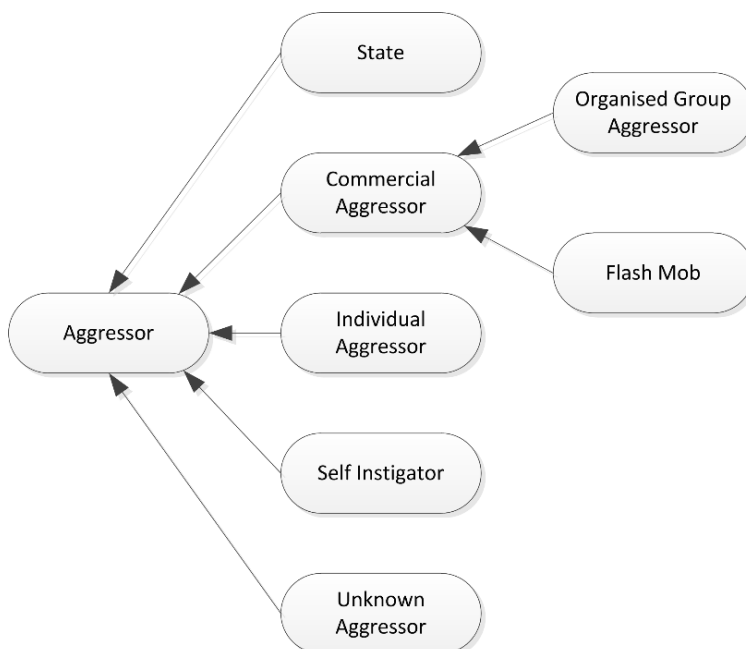 State
Organised Group
Aggressor
Commercial
Aggressor
Flash Mob
Aggressor
Individual
Aggressor
Self Instigator
Unknown
Aggressor